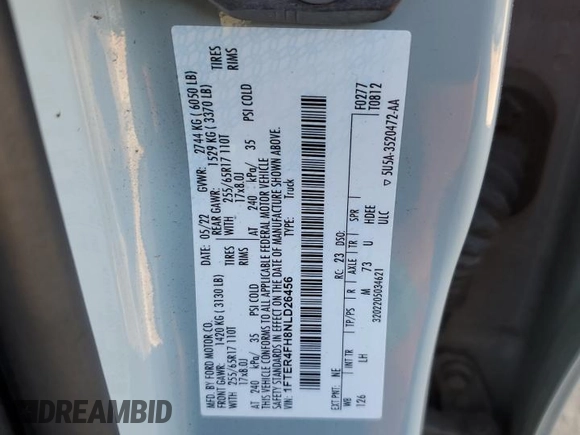 MFD. BY FORD MOTOR CO.
05/22 GVWR: 2744 KG ( 6050 LB)
FRONT GAWR: 1420 KG ( 3130 LB) REAR GAWR: 1529 KG ( 3370 LB)
WITH 255/65R17 110T TIRES WITH 255/65R17 110T TIRES
17x8.0J RIMS 17x8.0J RIMS
AT 240 kPa/ 35 PSI COLD AT 240 kPa/ 35 PSI COLD
THIS VEHICLE CONFORMS TO ALL APPLICABLE FEDERAL MOTOR VEHICLE
SAFETY STANDARDS IN EFFECT ON THE DATE OF MANUFACTURE SHOWN ABOVE.
VIN: 1FTER4FH8NLD26456 TYPE: Truck
F0277
T0812
EXT PNT: NE RC: 23 DSO:
WB INT TR TP/PS R AXLE TR SPR
126 LH M 73 U HDEE
ULC
3202205034621 5U5A-3520472-AA
DREAMBID